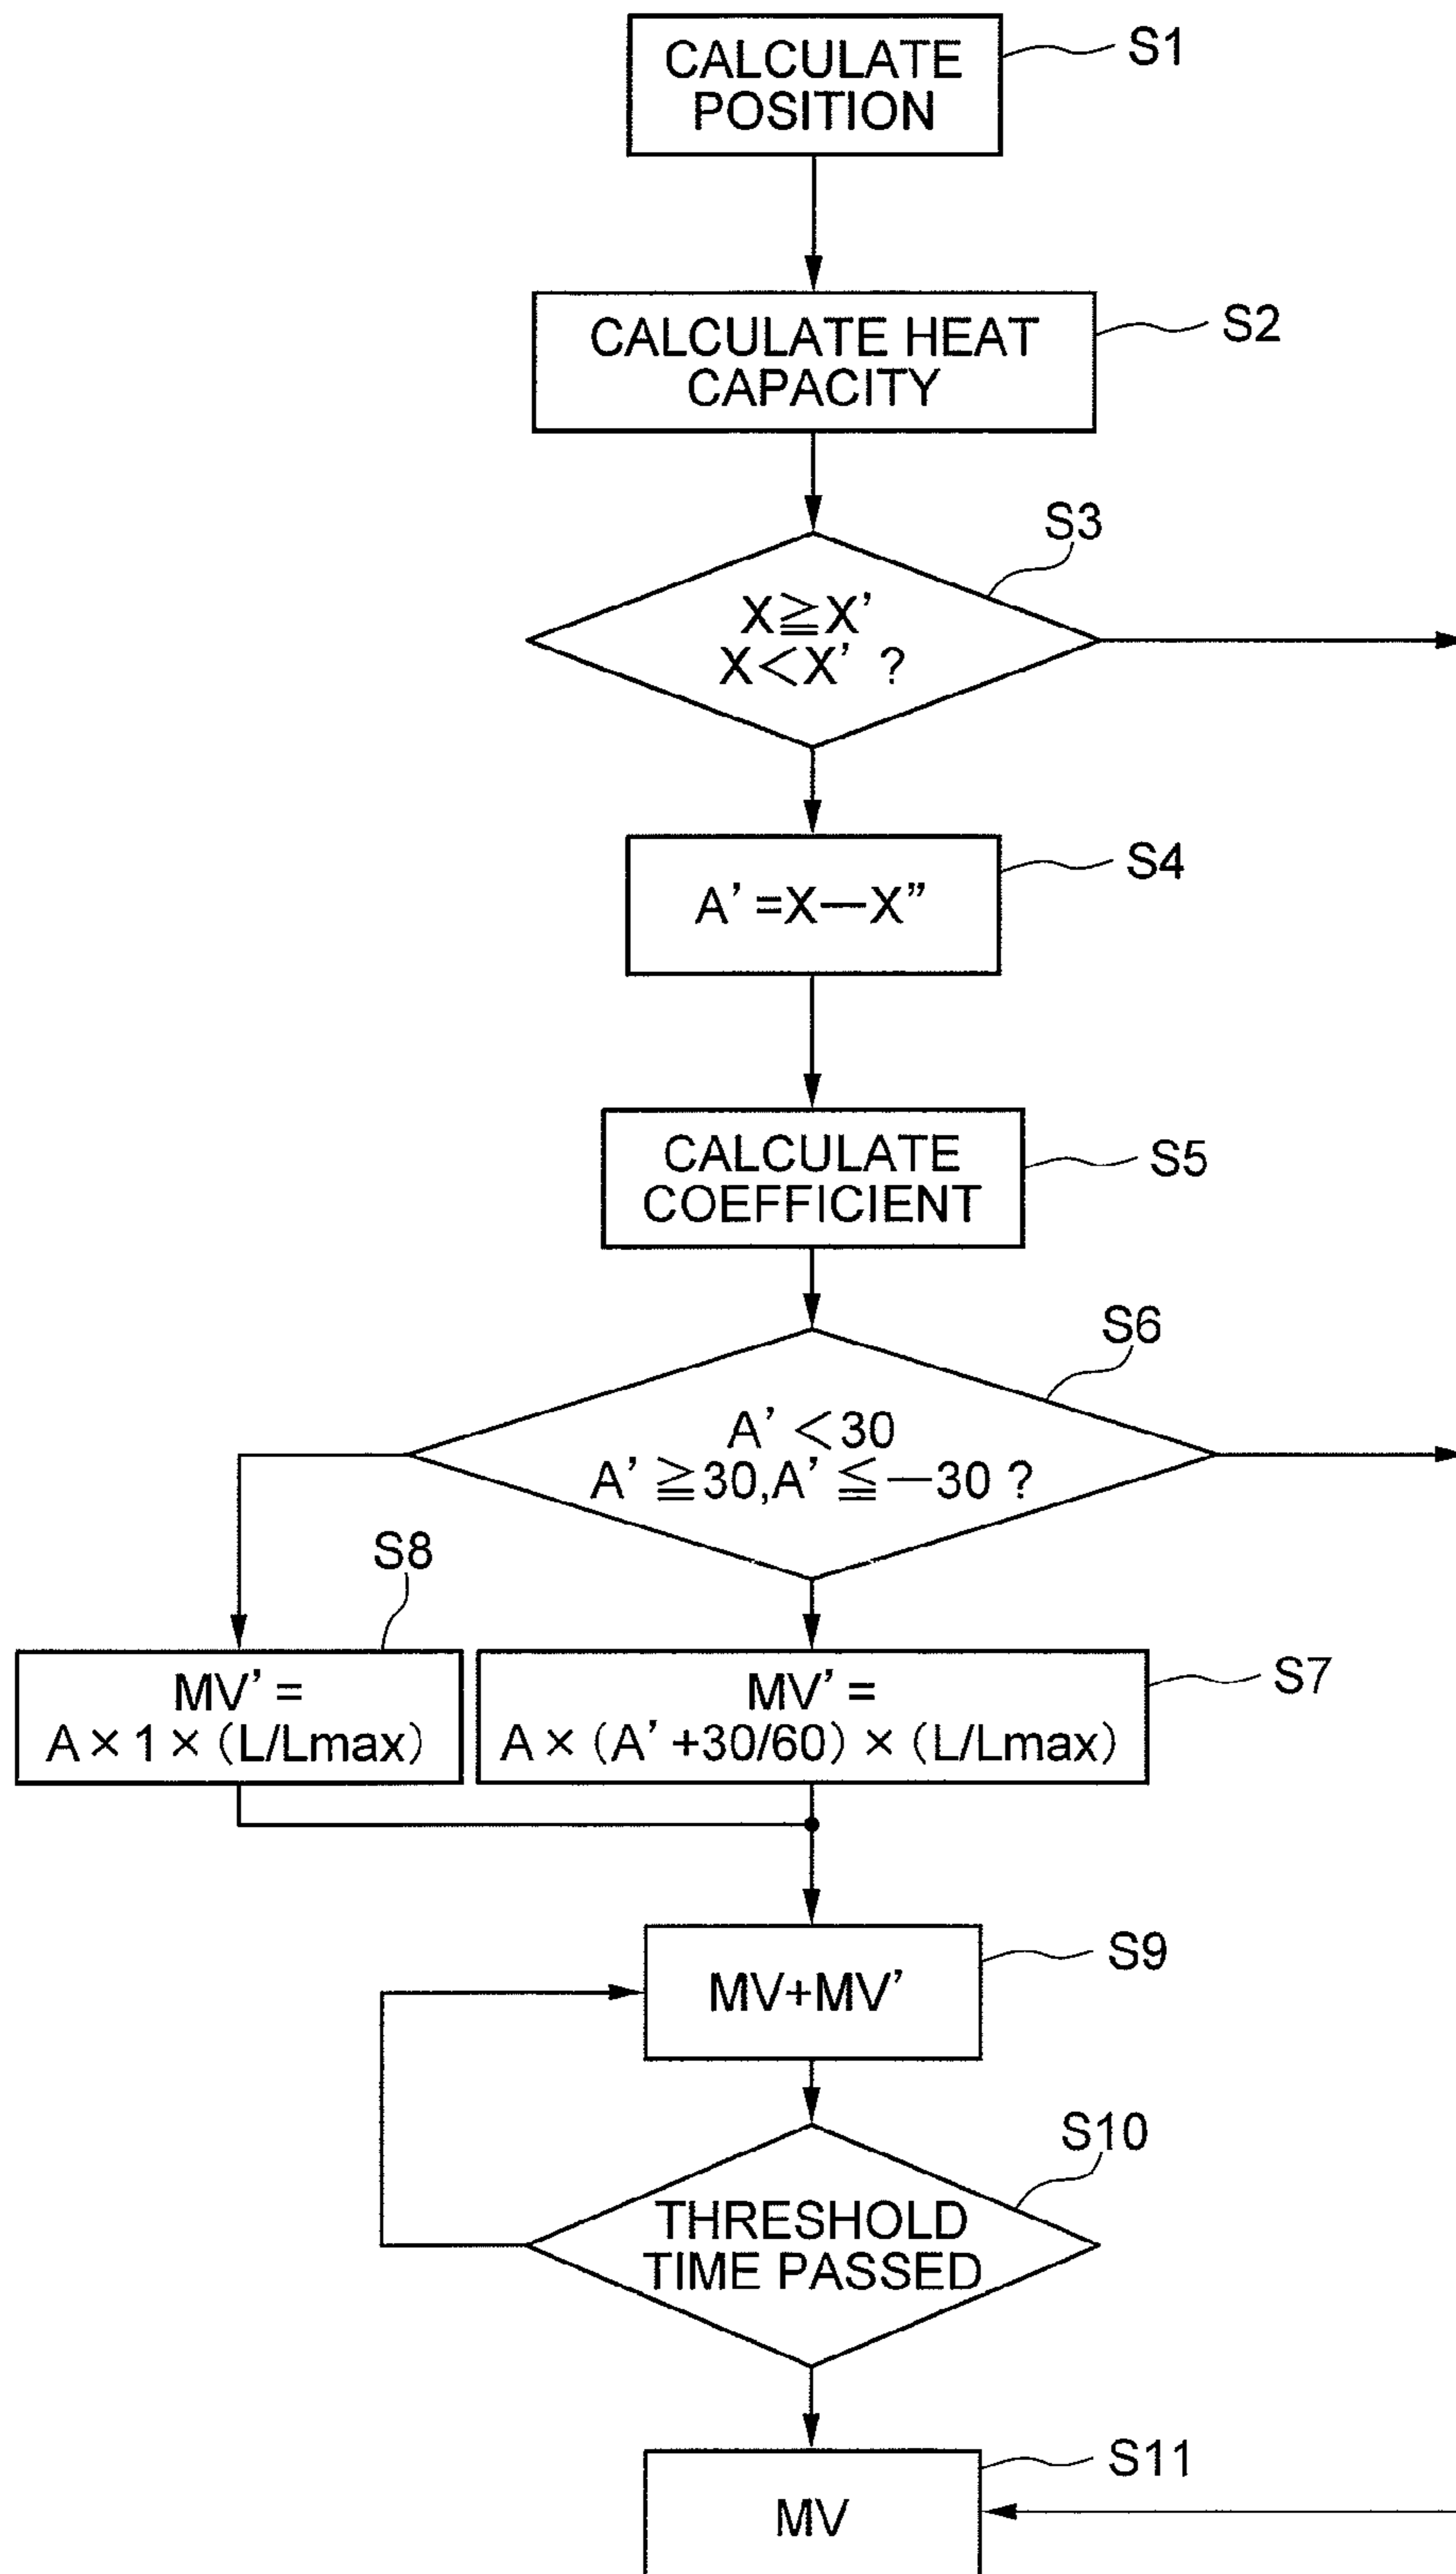 CALCULATE
POSITION
S1
CALCULATE HEAT
CAPACITY
S2
S3
X≧X'
X<X' ?
S4
A' =X—X”
CALCULATE
COEFFICIENT
S5
S6
A' <30
A' ≧30,A' ≦—30 ?
S8
MV' =
A×1×(L/Lmax)
S7
MV' =
A×(A' +30/60)×(L/Lmax)
S9
MV+MV'
S10
THRESHOLD
TIME PASSED
S11
MV